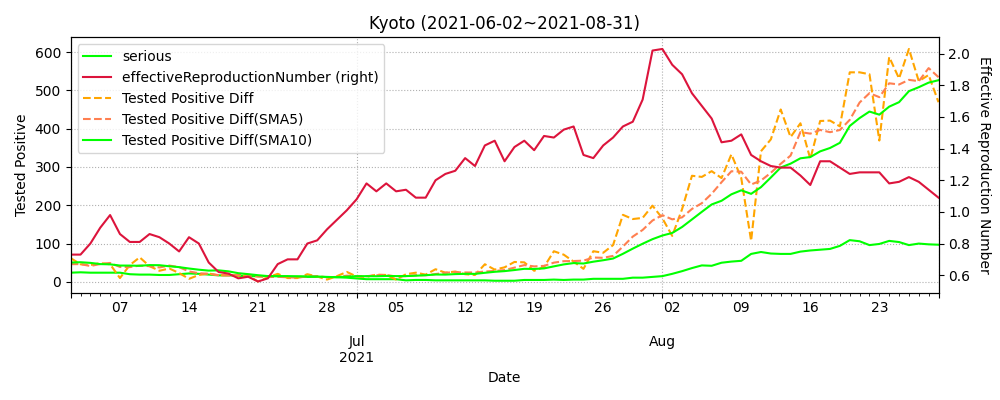 Kyoto (2021-06-02~2021-08-31)
serious
effectiveReproductionNumber (right)
Tested Positive Diff
Tested Positive Diff(SMA5)
Tested Positive Diff(SMA10)
Tested Positive
600
500
400
300
200
100
0
2.0
1.8
1.6
1.4
1.2
1.0
0.8
0.6
Effective Reproduction Number
07 14 21 28 05 12 19 26 02 09 16 23
Jul Aug
2021
Date